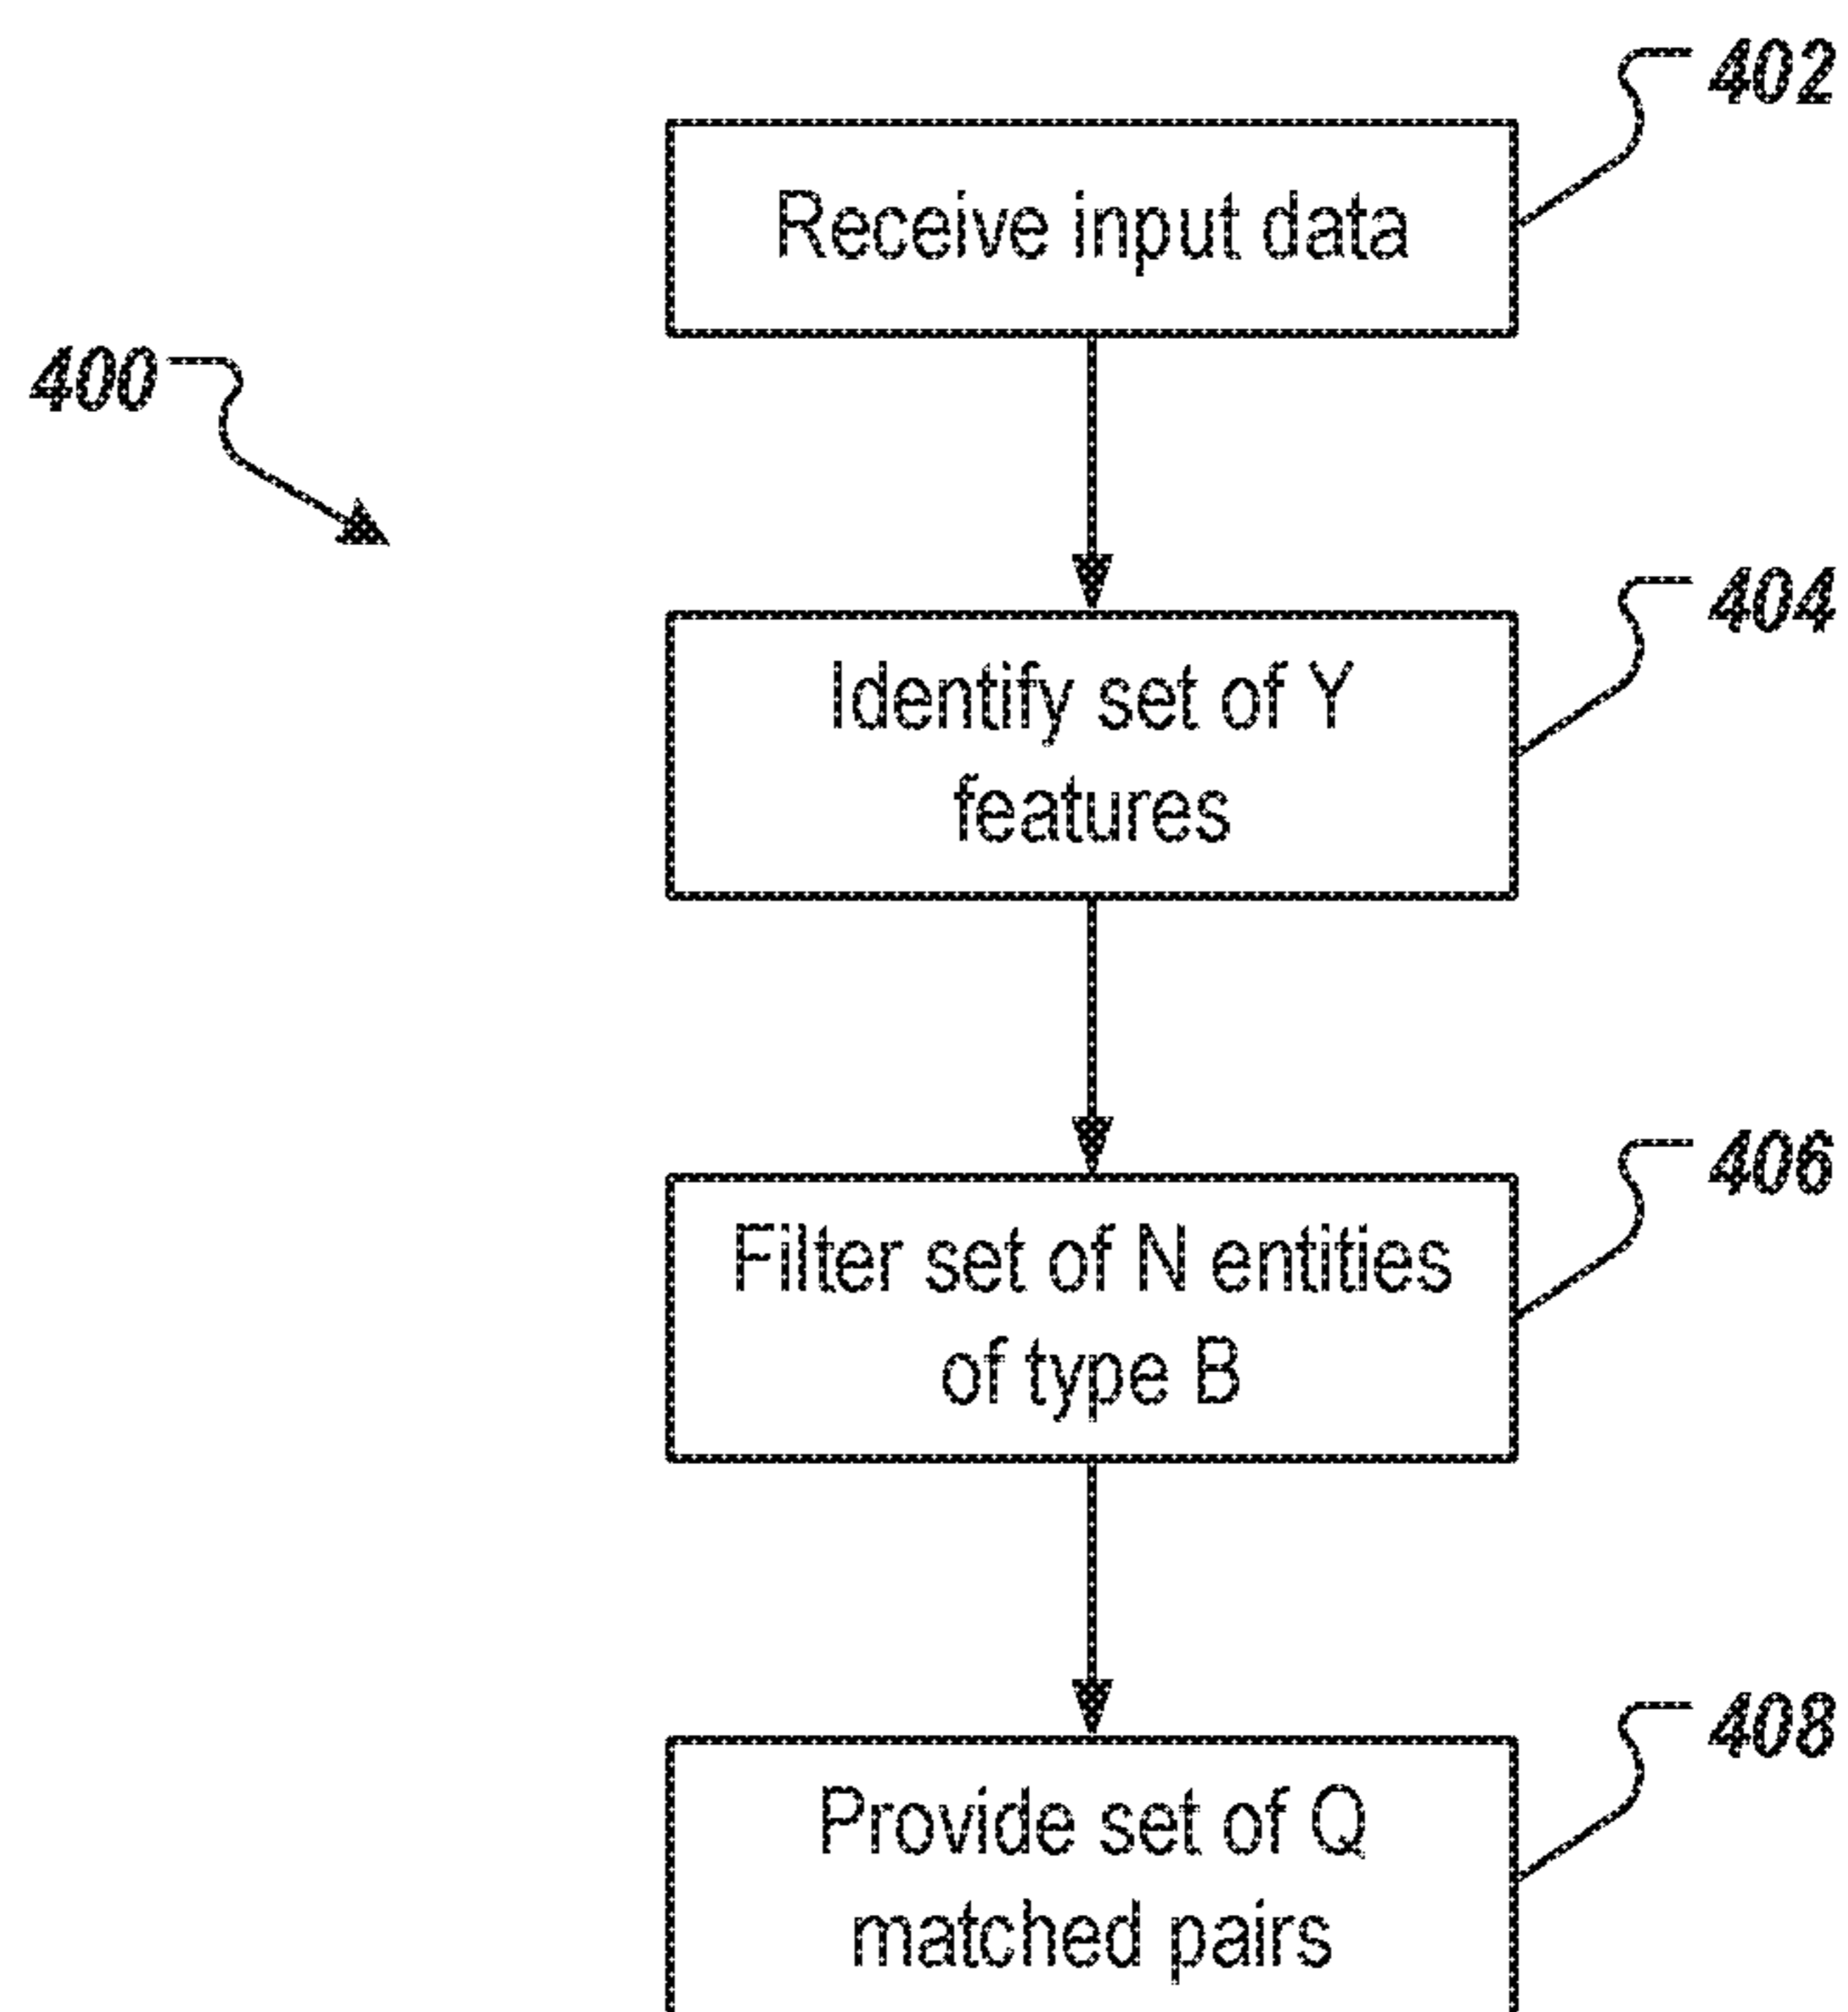 402
Receive input data
400
404
Identify set of Y
features
406
Filter set of N entities
of type B
408
Provide set of Q
matched pairs